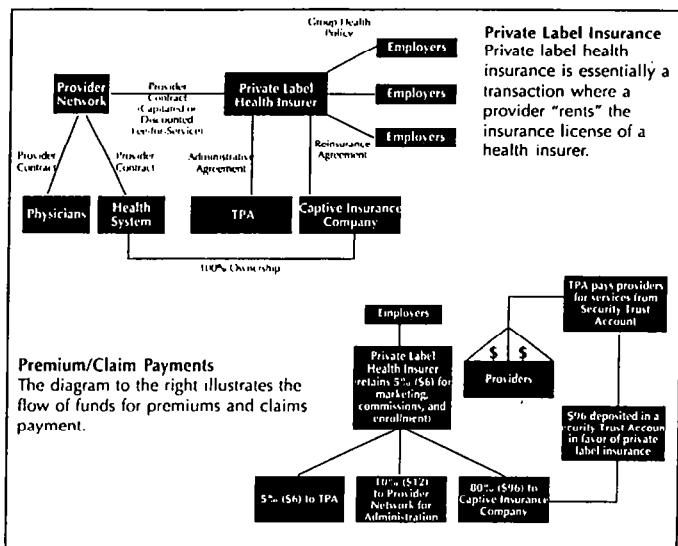 Group Health
Policy
Employers
Employers
Employers
Provider
Network
Provider
Contract
(Capitated or
Discounted
Fee-for-Service)
Private Label
Health Insurer
Provider
Contract
Provider
Contract
Administrative
Agreement
Reinsurance
Agreement
Physicians
Health
System
TPA
Captive Insurance
Company
100% Ownership
Private Label Insurance
Private label health
insurance is essentially a
transaction where a
provider "rents" the
insurance license of a
health insurer.
Premium/Claim Payments
The diagram to the right illustrates the
flow of funds for premiums and claims
payment.
Employers
Private Label
Health Insurer
retains 5% ($6) for
marketing,
commissions, and
enrollment)
5% ($6) to TPA
10% ($12)
to Provider
Network for
Administration
80% ($96) to
Captive Insurance
Company
$ $
Providers
TPA pays providers
for services from
Security Trust
Account
$96 deposited in a
ecurity Trust Accoun
in favor of private
label insurance